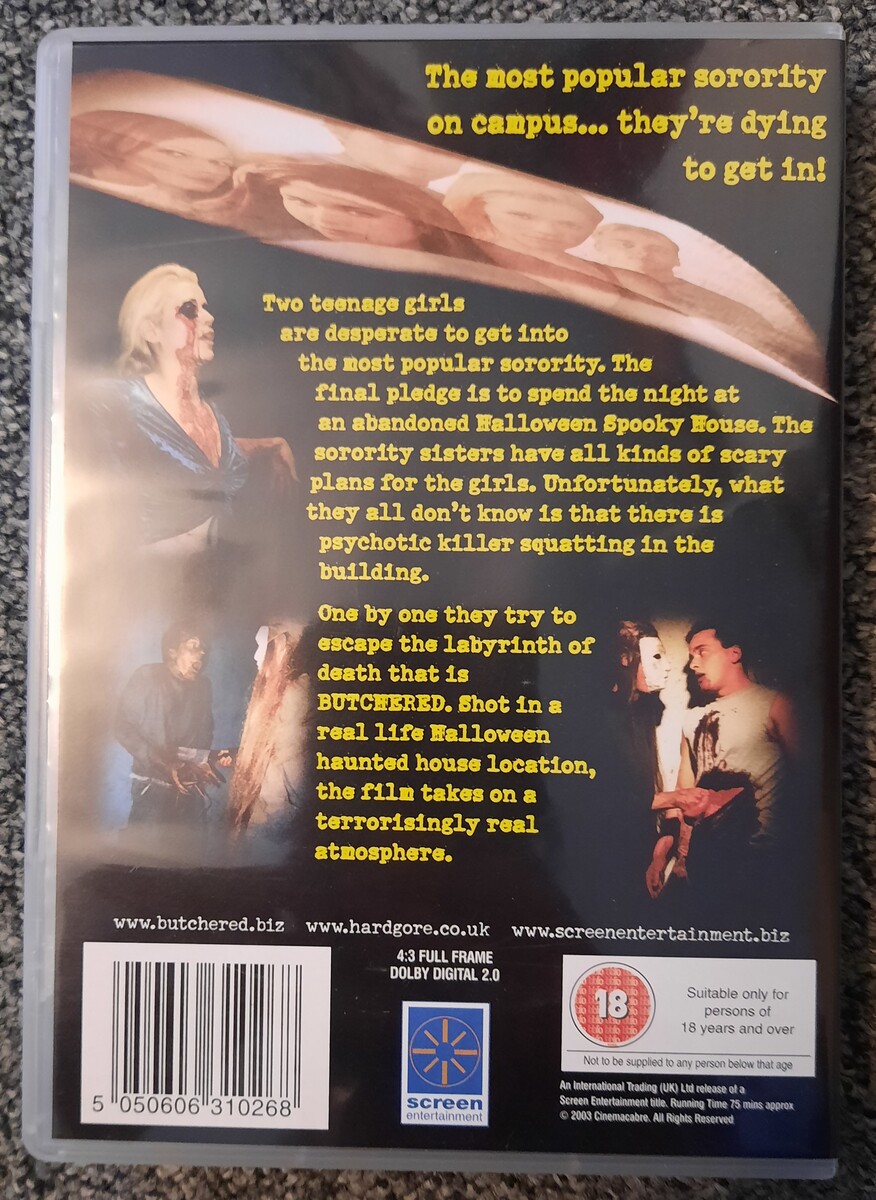 The most popular sorority
on campus... they're dying
to get in!
Two teenage girls
are desperate to get into
the most popular sorority. The
final pledge is to spend the night at
an abandoned Halloween Spooky House. The
sorority sisters have all kinds of scary
plans for the girls. Unfortunately, what
they all don't know is that there is
psychotic killer squatting in the
building.
One by one they try to
escape the labyrinth of
death that is
BUTCHERED. Shot in a
real life Halloween
haunted house location,
the film takes on a
terrorisingly real
atmosphere.
www.butchered.biz www.hardgore.co.uk www.screenentertainment.biz
4:3 FULL FRAME
DOLBY DIGITAL 2.0
5 050606 310268
screen
entertainment
18
Suitable only for
persons of
18 years and over
Not to be supplied to any person below that age
An International Trading (UK) Ltd release of a
Screen Entertainment title. Running Time 75 mins approx
© 2003 Cinemacabre. All Rights Reserved